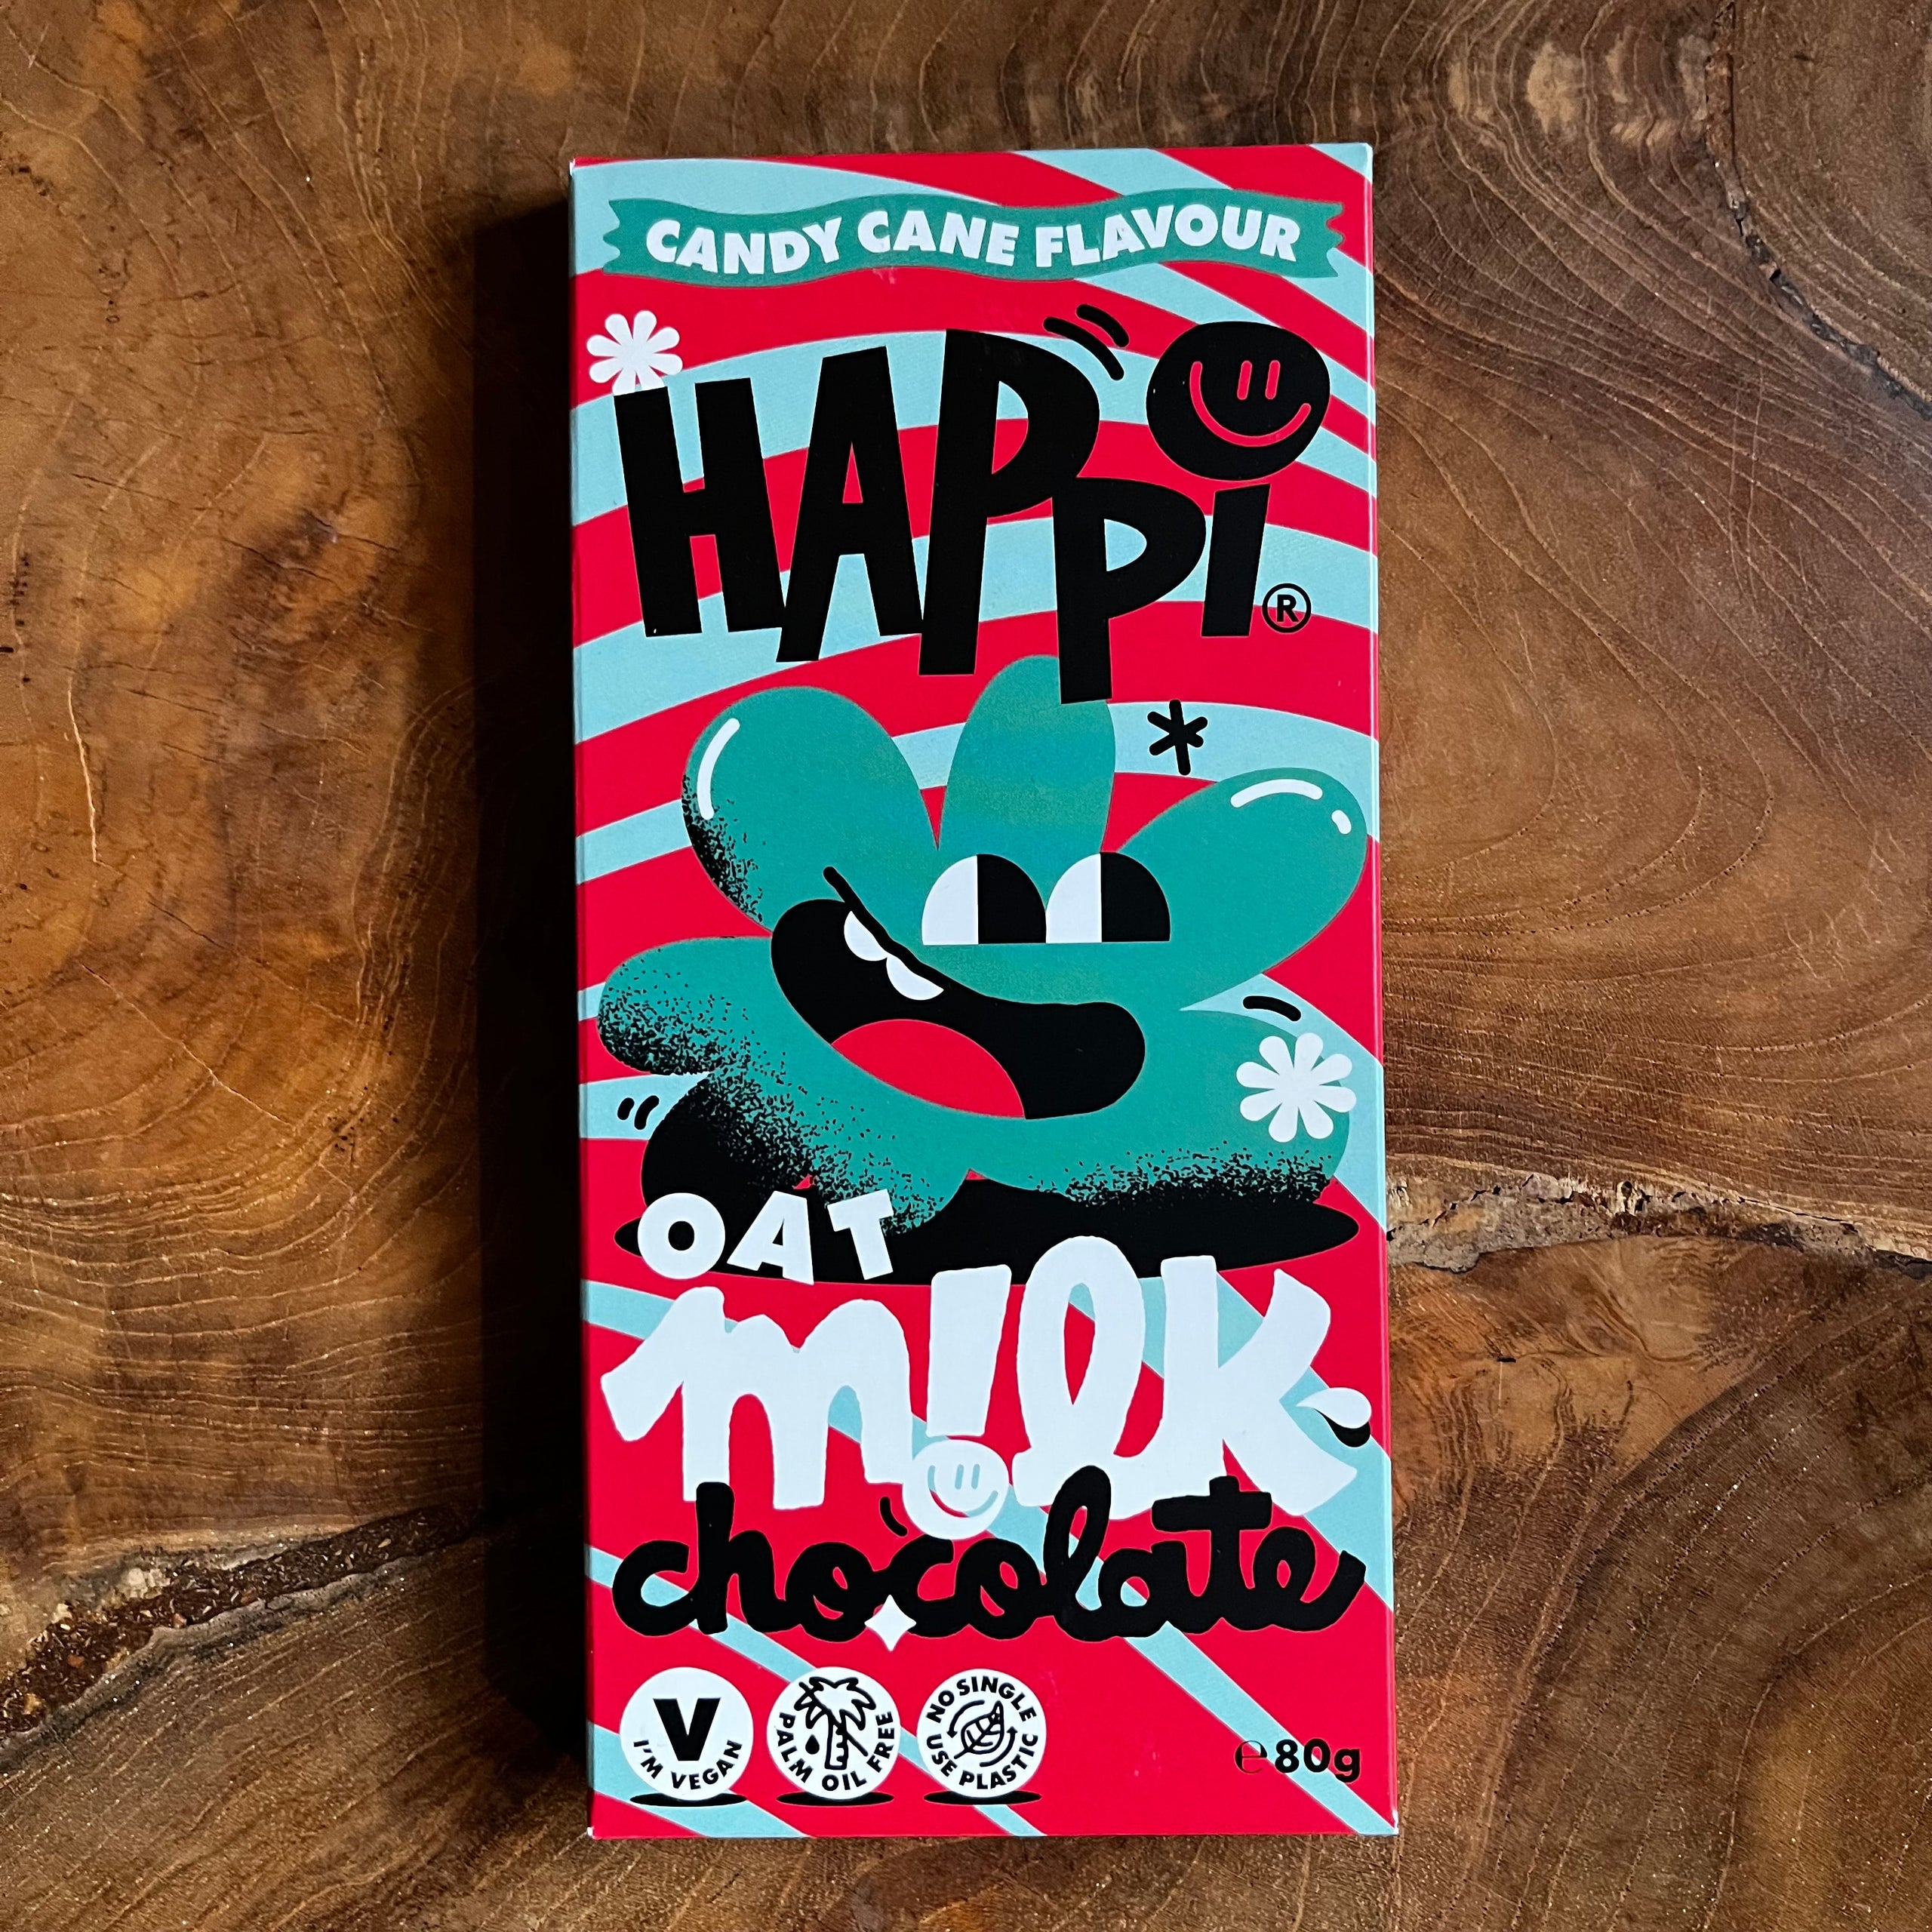 CANDY CANE FLAVOUR
HAPPI®
OAT
m!lk
chocolate
V
I'M VEGAN
PALM OIL FREE
NO SINGLE
USE PLASTIC
℮80g